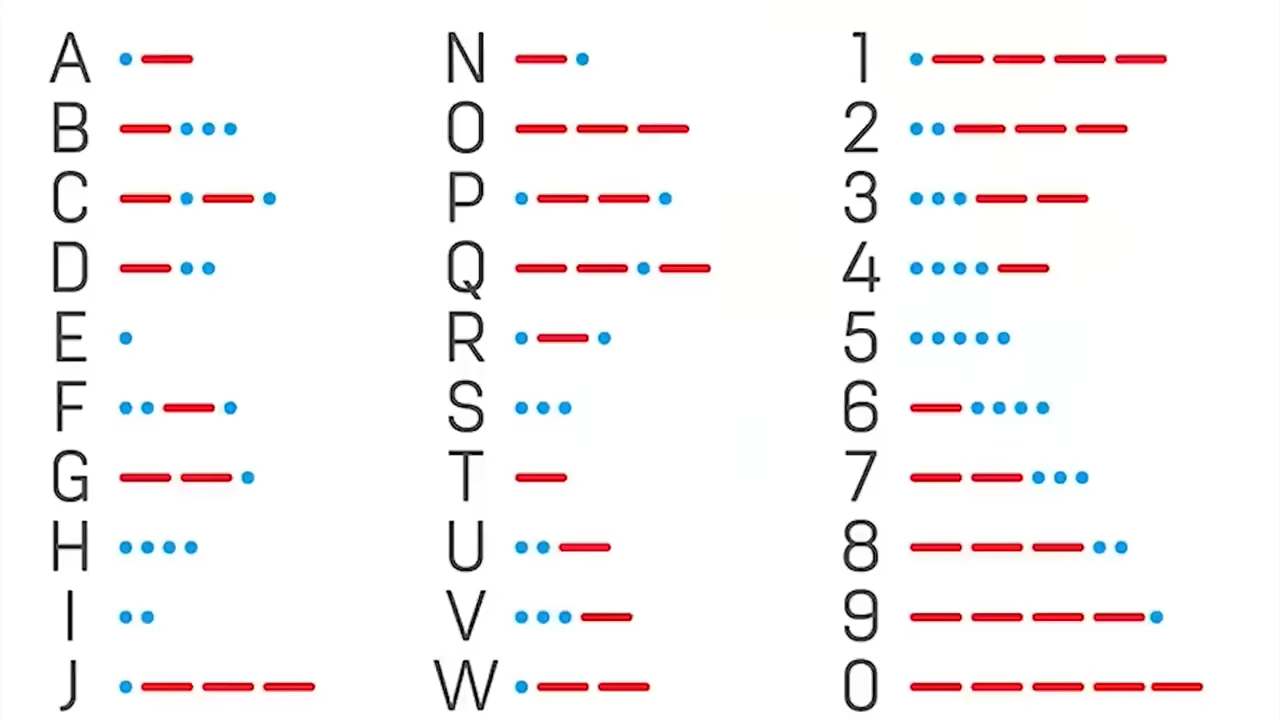 A •— N —• 1 •————
B —••• O ——— 2 ••———
C —•—• P •——• 3 •••——
D —•• Q ——•— 4 ••••—
E • R •—• 5 •••••
F ••—• S ••• 6 —••••
G ——• T — 7 ——•••
H •••• U ••— 8 ———••
I •• V •••— 9 ————•
J •——— W •—— 0 —————